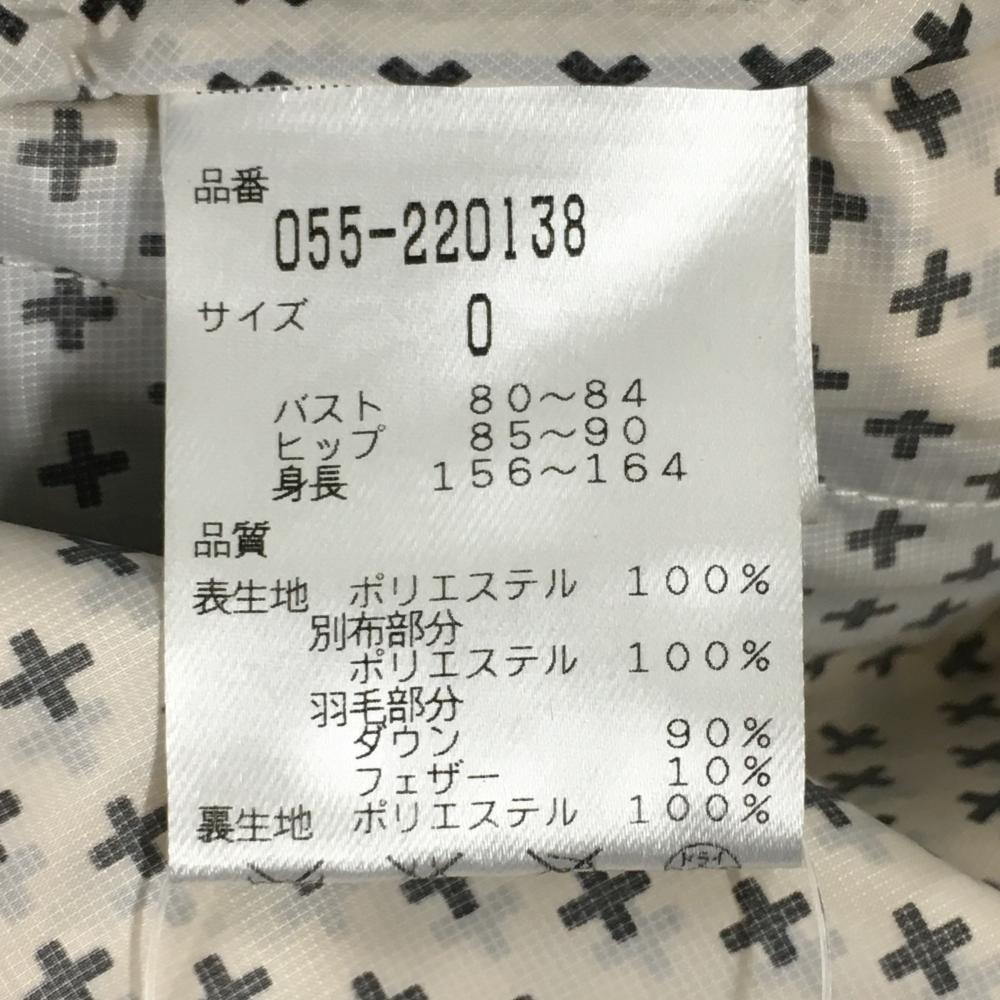 品番
055-220138
サイズ 0
バスト 80〜84
ヒップ 85〜90
身長 156〜164
品質
表生地 ポリエステル 100%
別布部分
ポリエステル 100%
羽毛部分
ダウン 90%
フェザー 10%
裏生地 ポリエステル 100%
ドライ